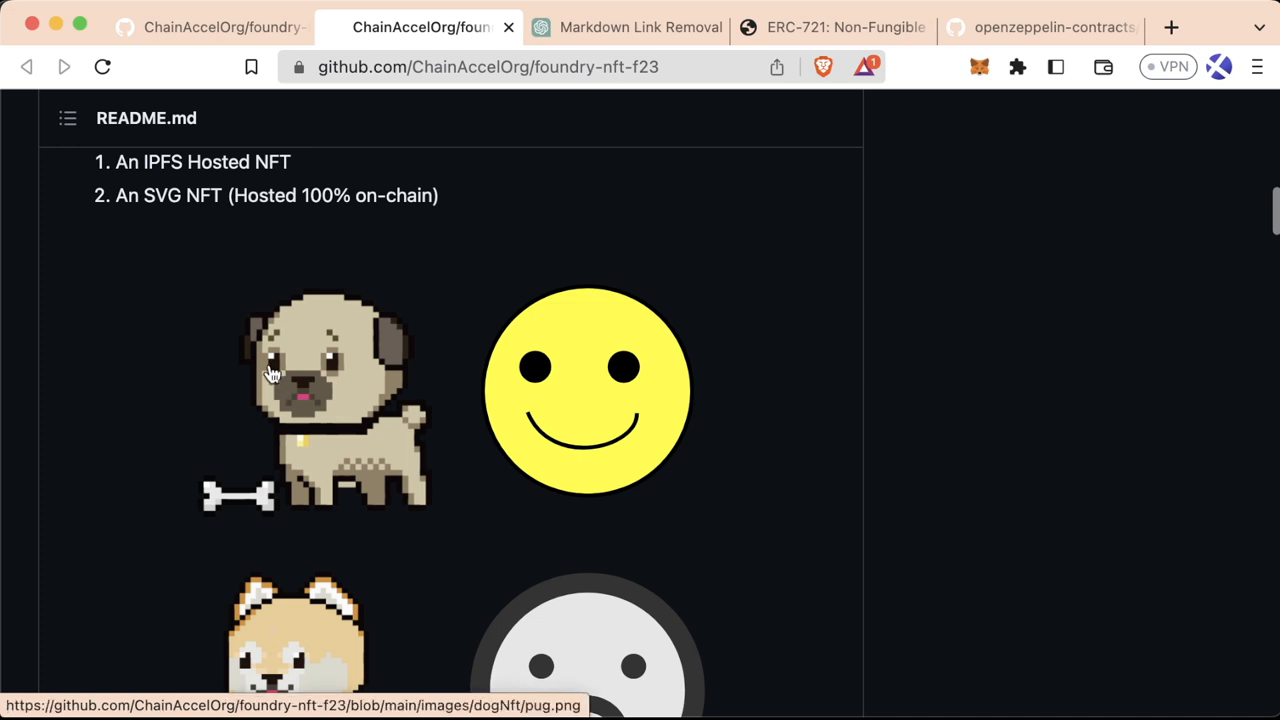 ChainAccelOrg/foundry-
ChainAccelOrg/foun
Markdown Link Removal
ERC-721: Non-Fungible
openzeppelin-contracts
github.com/ChainAccelOrg/foundry-nft-f23
1
VPN
README.md
1. An IPFS Hosted NFT
2. An SVG NFT (Hosted 100% on-chain)
https://github.com/ChainAccelOrg/foundry-nft-f23/blob/main/images/dogNft/pug.png